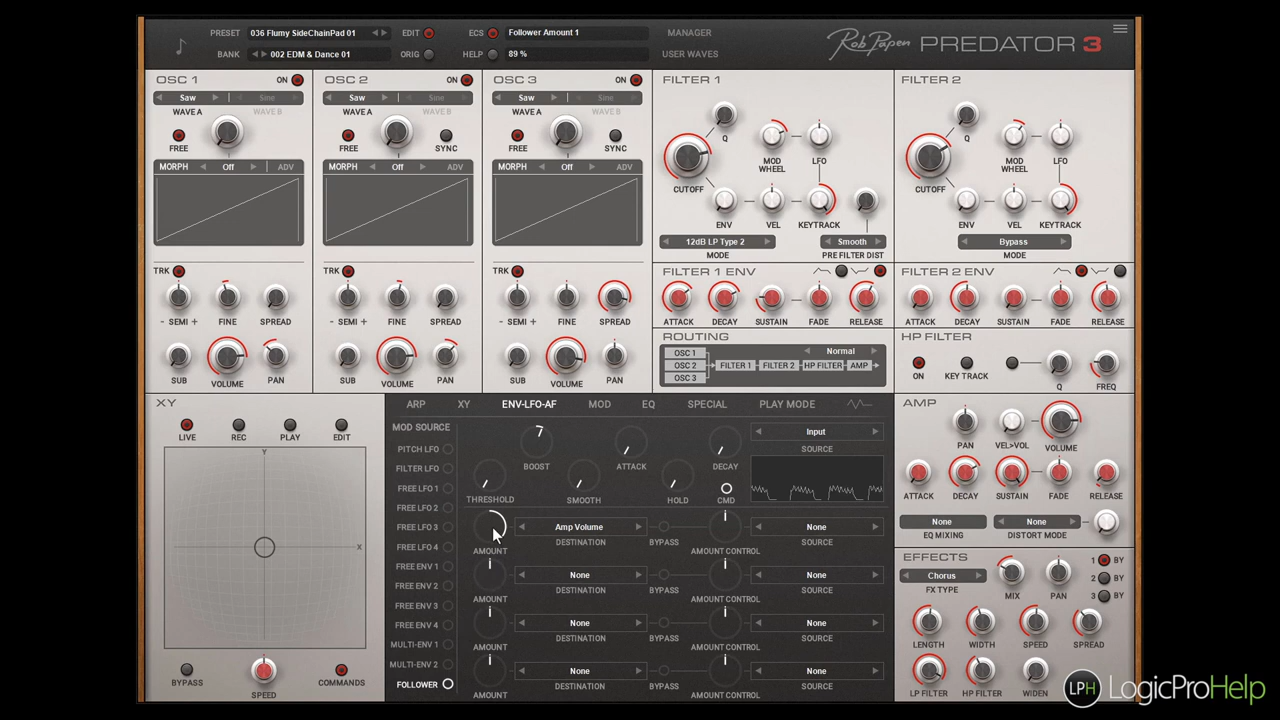 PRESET 036 Flumy SideChainPad 01 EDIT ECS Follower Amount 1 MANAGER
BANK 002 EDM & Dance 01 ORIG HELP 89 % USER WAVES
Rob Papen PREDATOR 3
OSC 1 ON OSC 2 ON OSC 3 ON FILTER 1 FILTER 2
Saw Sine Saw Sine Saw Sine
WAVE A WAVE B WAVE A WAVE B WAVE A WAVE B
FREE FREE SYNC FREE SYNC
Q MOD WHEEL LFO Q MOD WHEEL LFO
MORPH Off ADV MORPH Off ADV MORPH Off ADV
CUTOFF CUTOFF
ENV VEL KEYTRACK ENV VEL KEYTRACK
12dB LP Type 2 Smooth Bypass
MODE PRE FILTER DIST MODE
TRK TRK TRK FILTER 1 ENV FILTER 2 ENV
- SEMI + FINE SPREAD - SEMI + FINE SPREAD - SEMI + FINE SPREAD ATTACK DECAY SUSTAIN FADE RELEASE ATTACK DECAY SUSTAIN FADE RELEASE
ROUTING HP FILTER
OSC 1 Normal
OSC 2 FILTER 1 FILTER 2 HP FILTER AMP
OSC 3
ON KEY TRACK Q FREQ
SUB VOLUME PAN SUB VOLUME PAN SUB VOLUME PAN
XY ARP XY ENV-LFO-AF MOD EQ SPECIAL PLAY MODE AMP
LIVE REC PLAY EDIT
Y
X
BYPASS SPEED COMMANDS
MOD SOURCE
PITCH LFO
FILTER LFO
FREE LFO 1
FREE LFO 2
FREE LFO 3
FREE LFO 4
FREE ENV 1
FREE ENV 2
FREE ENV 3
FREE ENV 4
MULTI-ENV 1
MULTI-ENV 2
FOLLOWER
Input
BOOST ATTACK DECAY SOURCE
THRESHOLD SMOOTH HOLD CMD
Amp Volume None
AMOUNT DESTINATION BYPASS AMOUNT CONTROL SOURCE
None None
AMOUNT DESTINATION BYPASS AMOUNT CONTROL SOURCE
None None
AMOUNT DESTINATION BYPASS AMOUNT CONTROL SOURCE
None None
AMOUNT DESTINATION BYPASS AMOUNT CONTROL SOURCE
PAN VEL>VOL VOLUME
ATTACK DECAY SUSTAIN FADE RELEASE
None None
EQ MIXING DISTORT MODE
EFFECTS 1 BY
Chorus 2 BY
FX TYPE MIX PAN 3 BY
LENGTH WIDTH SPEED SPREAD
LP FILTER HP FILTER WIDEN
LPH LogicProHelp